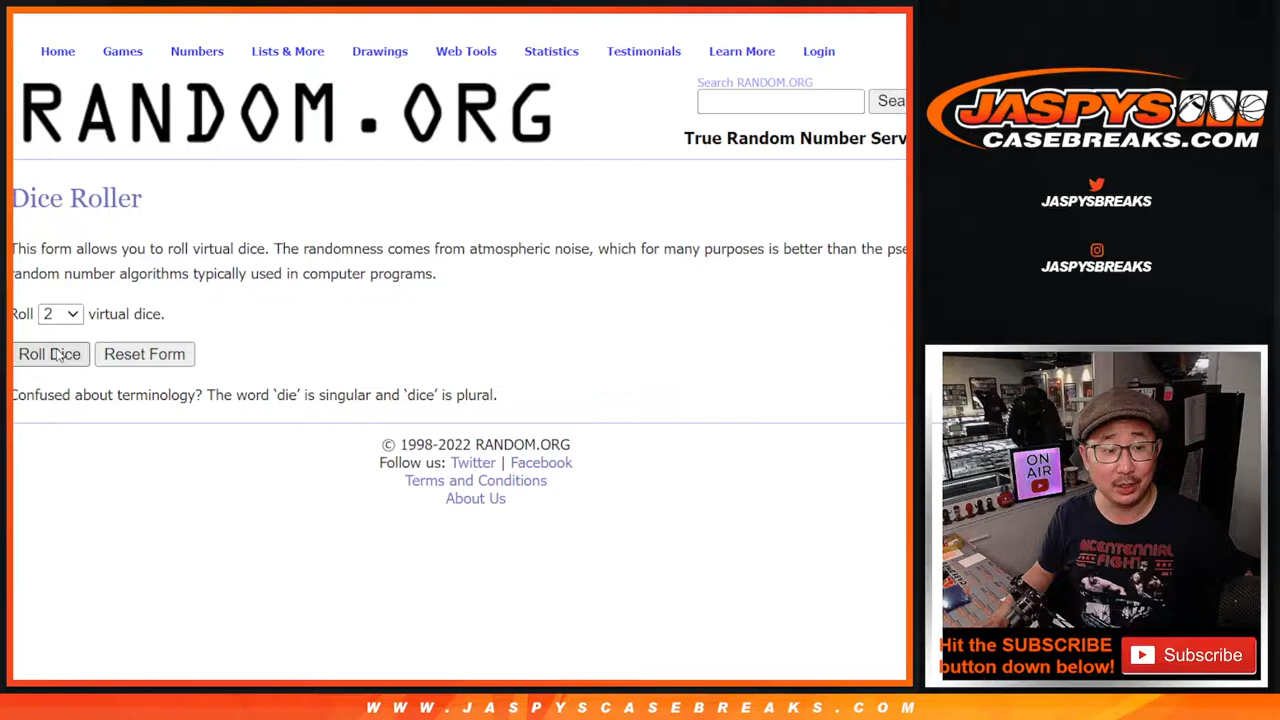 Home Games Numbers Lists & More Drawings Web Tools Statistics Testimonials Learn More Login
Search RANDOM.ORG
RANDOM.ORG
Sea
True Random Number Serv
Dice Roller
This form allows you to roll virtual dice. The randomness comes from atmospheric noise, which for many purposes is better than the pse
random number algorithms typically used in computer programs.
Roll 2 virtual dice.
Roll Dice Reset Form
Confused about terminology? The word ‘die’ is singular and ‘dice’ is plural.
© 1998-2022 RANDOM.ORG
Follow us: Twitter | Facebook
Terms and Conditions
About Us
JASPYS
CASEBREAKS.COM
JASPYSBREAKS
JASPYSBREAKS
ON
AIR
BICENTENNIAL
FIGHT
Hit the SUBSCRIBE
button down below!
Subscribe
WWW.JASPYSCASEBREAKS.COM